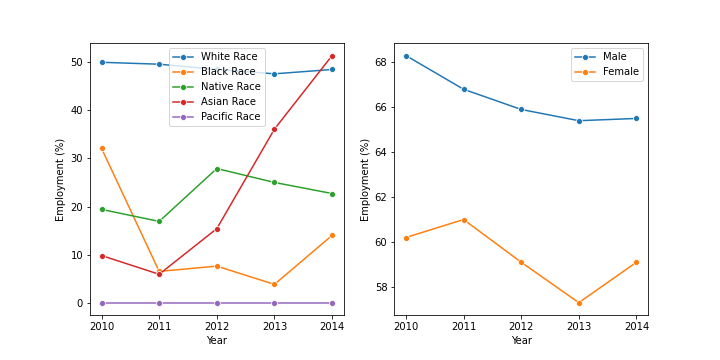 White Race
Black Race
Native Race
Asian Race
Pacific Race
50
40
30
20
10
0
Employment (%)
2010 2011 2012 2013 2014
Year
Male
Female
68
66
64
62
60
58
Employment (%)
2010 2011 2012 2013 2014
Year